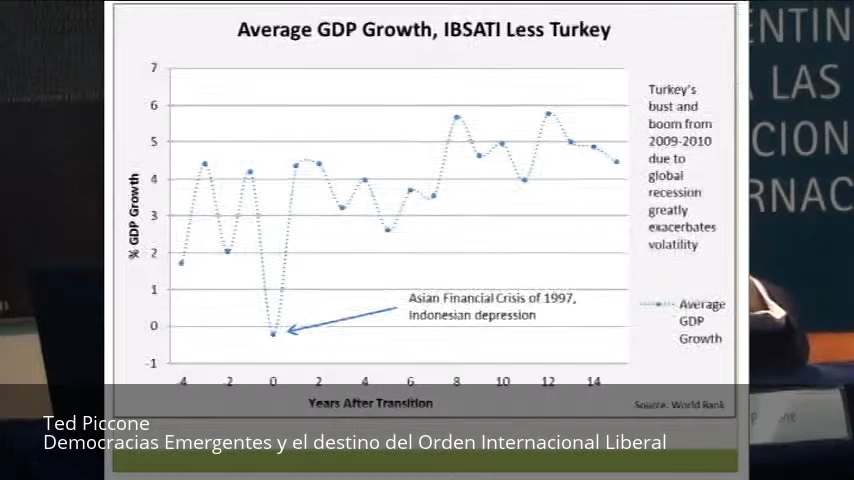 Average GDP Growth, IBSATI Less Turkey
7
6
5
4
3
2
1
0
-1
% GDP Growth
-4
-2
0
2
4
6
8
10
12
14
Years After Transition
Asian Financial Crisis of 1997,
Indonesian depression
Turkey's
bust and
boom from
2009-2010
due to
global
recession
greatly
exacerbates
volatility
Average
GDP
Growth
Source: World Bank
LAS
Ted Piccone
Democracias Emergentes y el destino del Orden Internacional Liberal